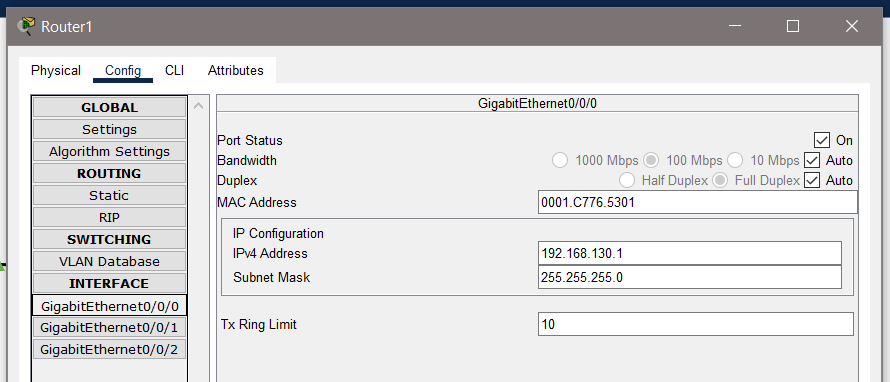 Router1
Physical Config CLI Attributes
GLOBAL
Settings
Algorithm Settings
ROUTING
Static
RIP
SWITCHING
VLAN Database
INTERFACE
GigabitEthernet0/0/0
GigabitEthernet0/0/1
GigabitEthernet0/0/2
GigabitEthernet0/0/0
Port Status On
Bandwidth 1000 Mbps 100 Mbps 10 Mbps Auto
Duplex Half Duplex Full Duplex Auto
MAC Address 0001.C776.5301
IP Configuration
IPv4 Address 192.168.130.1
Subnet Mask 255.255.255.0
Tx Ring Limit 10